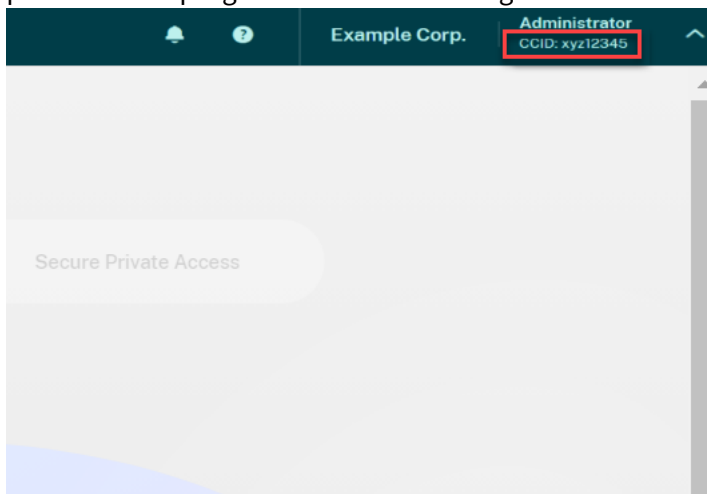 Example Corp.
Administrator
CCID: xyz12345
Secure Private Access